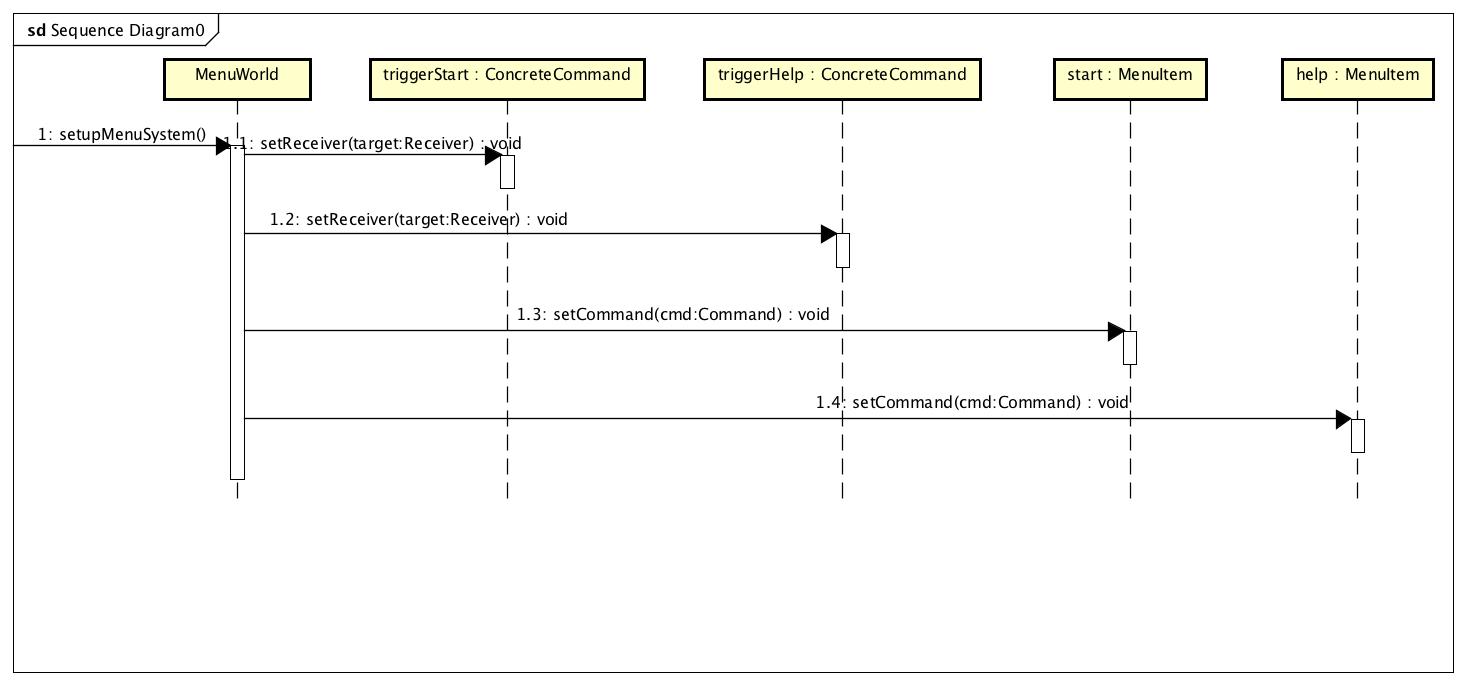 sd Sequence Diagram0
MenuWorld
triggerStart : ConcreteCommand
triggerHelp : ConcreteCommand
start : MenuItem
help : MenuItem
1: setupMenuSystem()
1.1: setReceiver(target:Receiver) : void
1.2: setReceiver(target:Receiver) : void
1.3: setCommand(cmd:Command) : void
1.4: setCommand(cmd:Command) : void